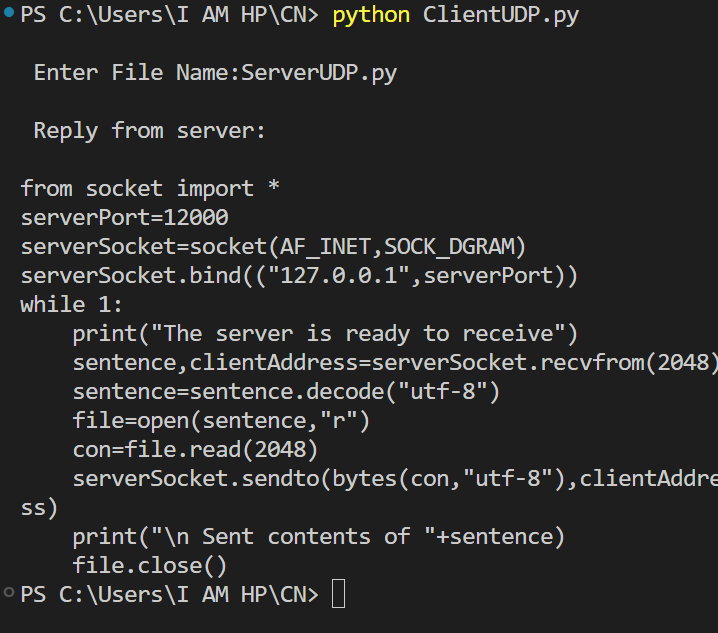 PS C:\Users\I AM HP\CN> python ClientUDP.py
Enter File Name:ServerUDP.py
Reply from server:
from socket import *
serverPort=12000
serverSocket=socket(AF_INET,SOCK_DGRAM)
serverSocket.bind(("127.0.0.1",serverPort))
while 1:
    print("The server is ready to receive")
    sentence,clientAddress=serverSocket.recvfrom(2048)
    sentence=sentence.decode("utf-8")
    file=open(sentence,"r")
    con=file.read(2048)
    serverSocket.sendto(bytes(con,"utf-8"),clientAddre
ss)
    print("\n Sent contents of "+sentence)
    file.close()
PS C:\Users\I AM HP\CN>